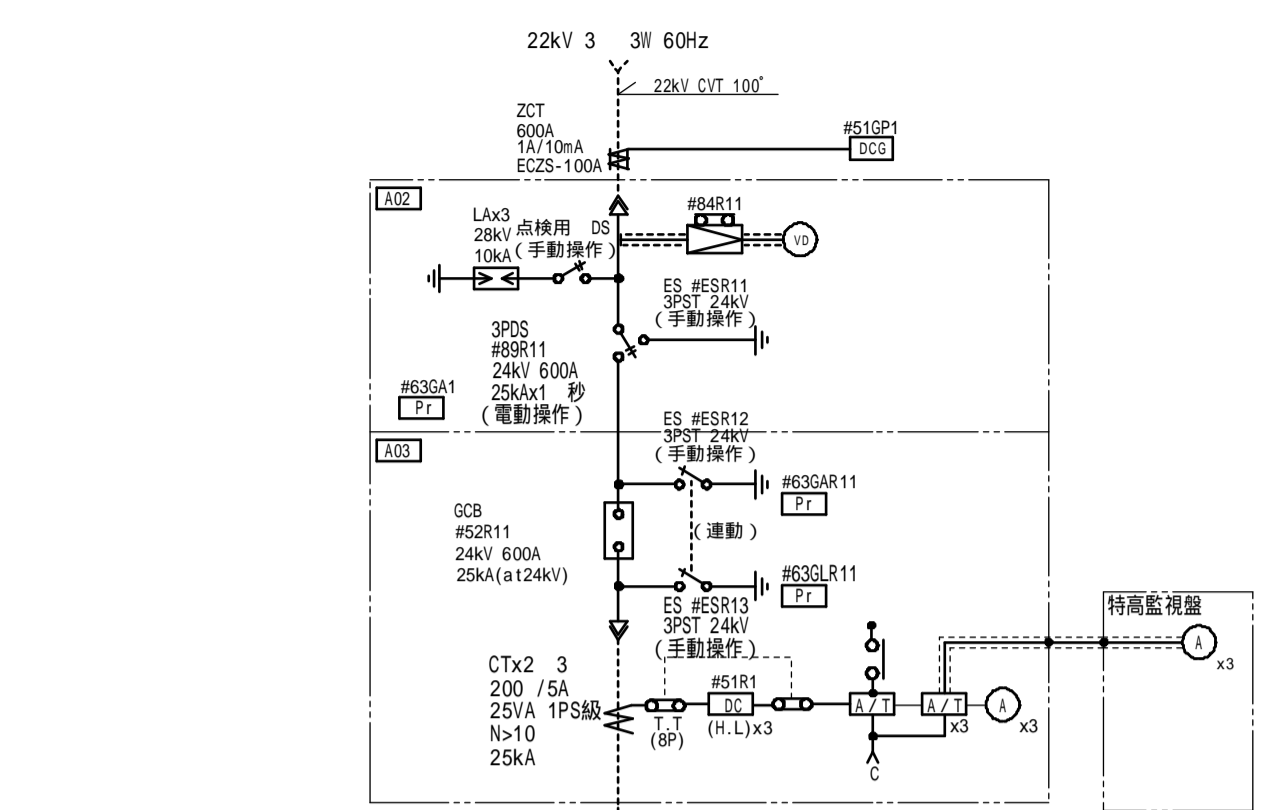 22kV 3 3W 60Hz
22kV CVT 100°
ZCT
600A
1A/10mA
ECZS-100A
#51GP1
DCG
A02
LAx3
28kV
10kA
点検用 DS
(手動操作)
#84R11
VD
ES #ESR11
3PST 24kV
(手動操作)
3PDS
#89R11
24kV 600A
25kAx1 秒
(電動操作)
#63GA1
Pr
A03
ES #ESR12
3PST 24kV
(手動操作)
#63GAR11
Pr
GCB
#52R11
24kV 600A
25kA(at24kV)
(連動)
#63GLR11
Pr
ES #ESR13
3PST 24kV
(手動操作)
特高監視盤
A
x3
CTx2 3
200 /5A
25VA 1PS級
N>10
25kA
T.T
(8P)
#51R1
DC
(H.L)x3
A/T
A/T
x3
A
x3
C